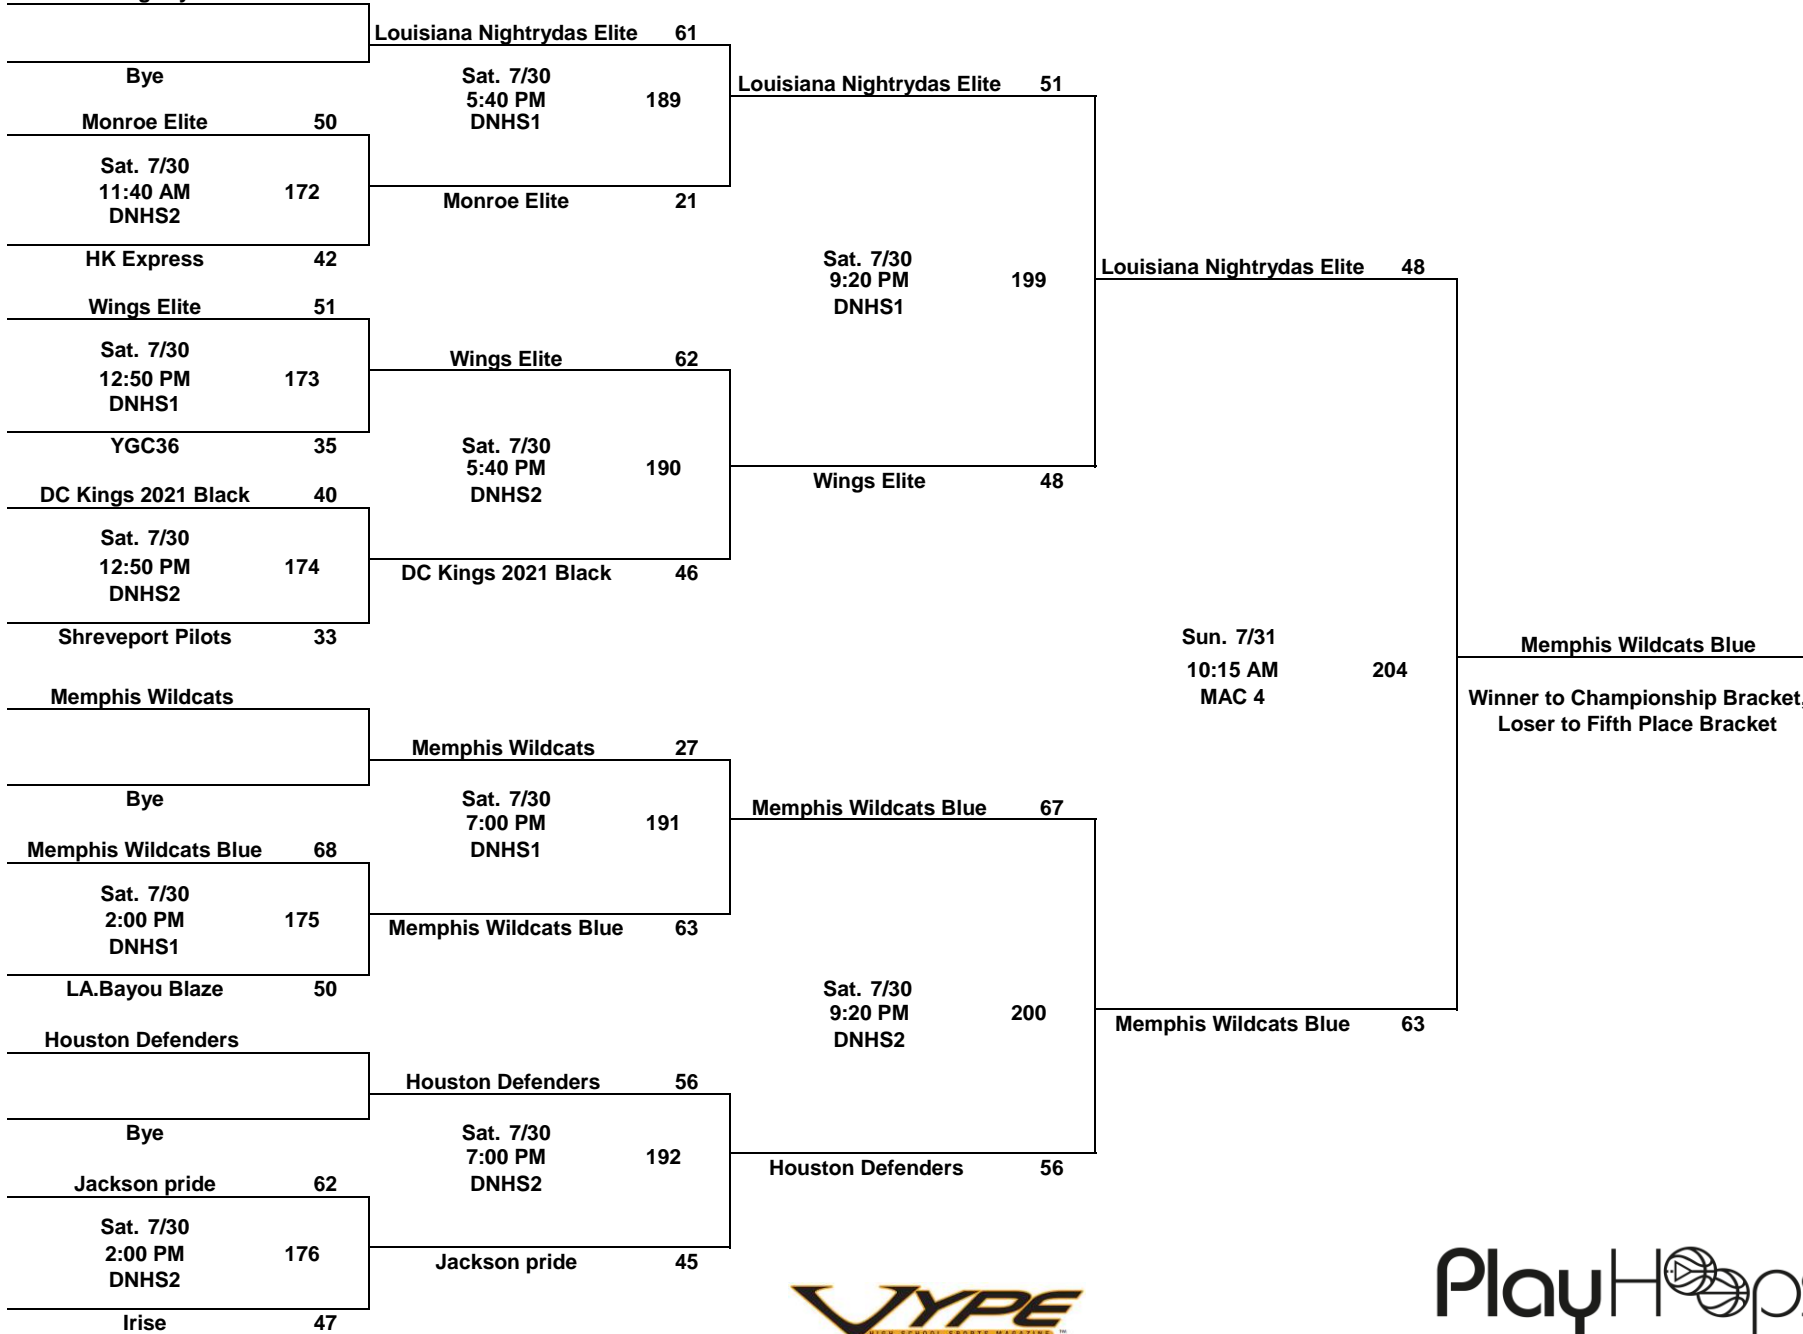 Bye
Monroe Elite 50
Sat. 7/30
11:40 AM 172
DNHS2
HK Express 42
Wings Elite 51
Sat. 7/30
12:50 PM 173
DNHS1
YGC36 35
DC Kings 2021 Black 40
Sat. 7/30
12:50 PM 174
DNHS2
Shreveport Pilots 33
Memphis Wildcats
Bye
Memphis Wildcats Blue 68
Sat. 7/30
2:00 PM 175
DNHS1
LA.Bayou Blaze 50
Houston Defenders
Bye
Jackson pride 62
Sat. 7/30
2:00 PM 176
DNHS2
Irise 47
Louisiana Nightrydas Elite 61
Sat. 7/30
5:40 PM 189
DNHS1
Monroe Elite 21
Wings Elite 62
Sat. 7/30
5:40 PM 190
DNHS2
DC Kings 2021 Black 46
Memphis Wildcats 27
Sat. 7/30
7:00 PM 191
DNHS1
Memphis Wildcats Blue 63
Houston Defenders 56
Sat. 7/30
7:00 PM 192
DNHS2
Jackson pride 45
Louisiana Nightrydas Elite 51
Sat. 7/30
9:20 PM 199
DNHS1
Wings Elite 48
Memphis Wildcats Blue 67
Sat. 7/30
9:20 PM 200
DNHS2
Houston Defenders 56
Louisiana Nightrydas Elite 48
Sun. 7/31
10:15 AM 204
MAC 4
Memphis Wildcats Blue 63
Memphis Wildcats Blue
Winner to Championship Bracket,
Loser to Fifth Place Bracket
VYPE
HIGH SCHOOL SPORTS MAGAZINE ™
PlayHoops